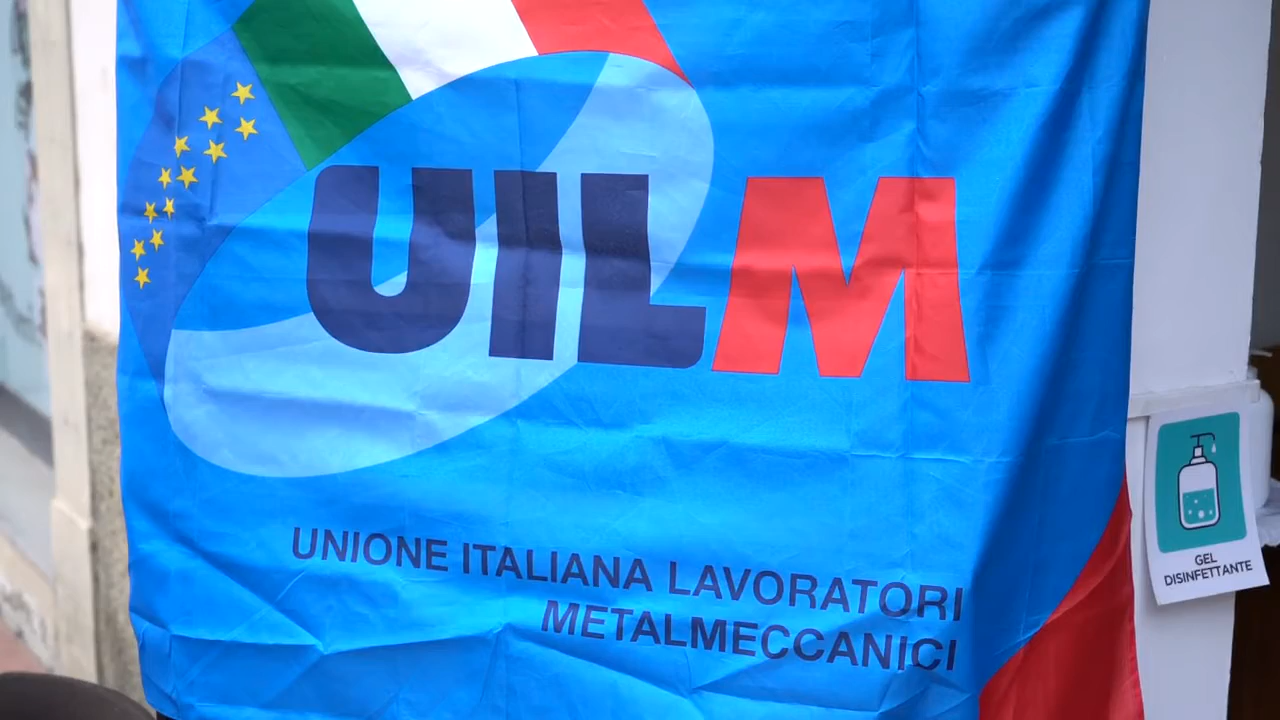 UILM
UNIONE ITALIANA LAVORATORI
METALMECCANICI
GEL
DISINFETTANTE